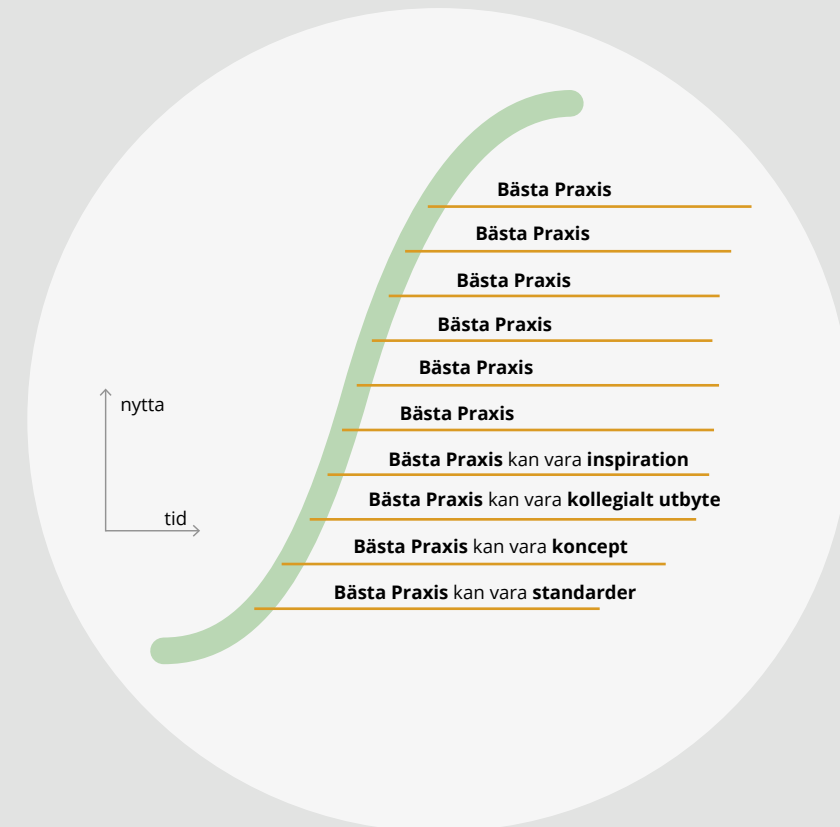 Bästa Praxis
Bästa Praxis
Bästa Praxis
Bästa Praxis
Bästa Praxis
nytta
Bästa Praxis
Bästa Praxis kan vara inspiration
Bästa Praxis kan vara kollegialt utbyte
tid
Bästa Praxis kan vara koncept
Bästa Praxis kan vara standarder